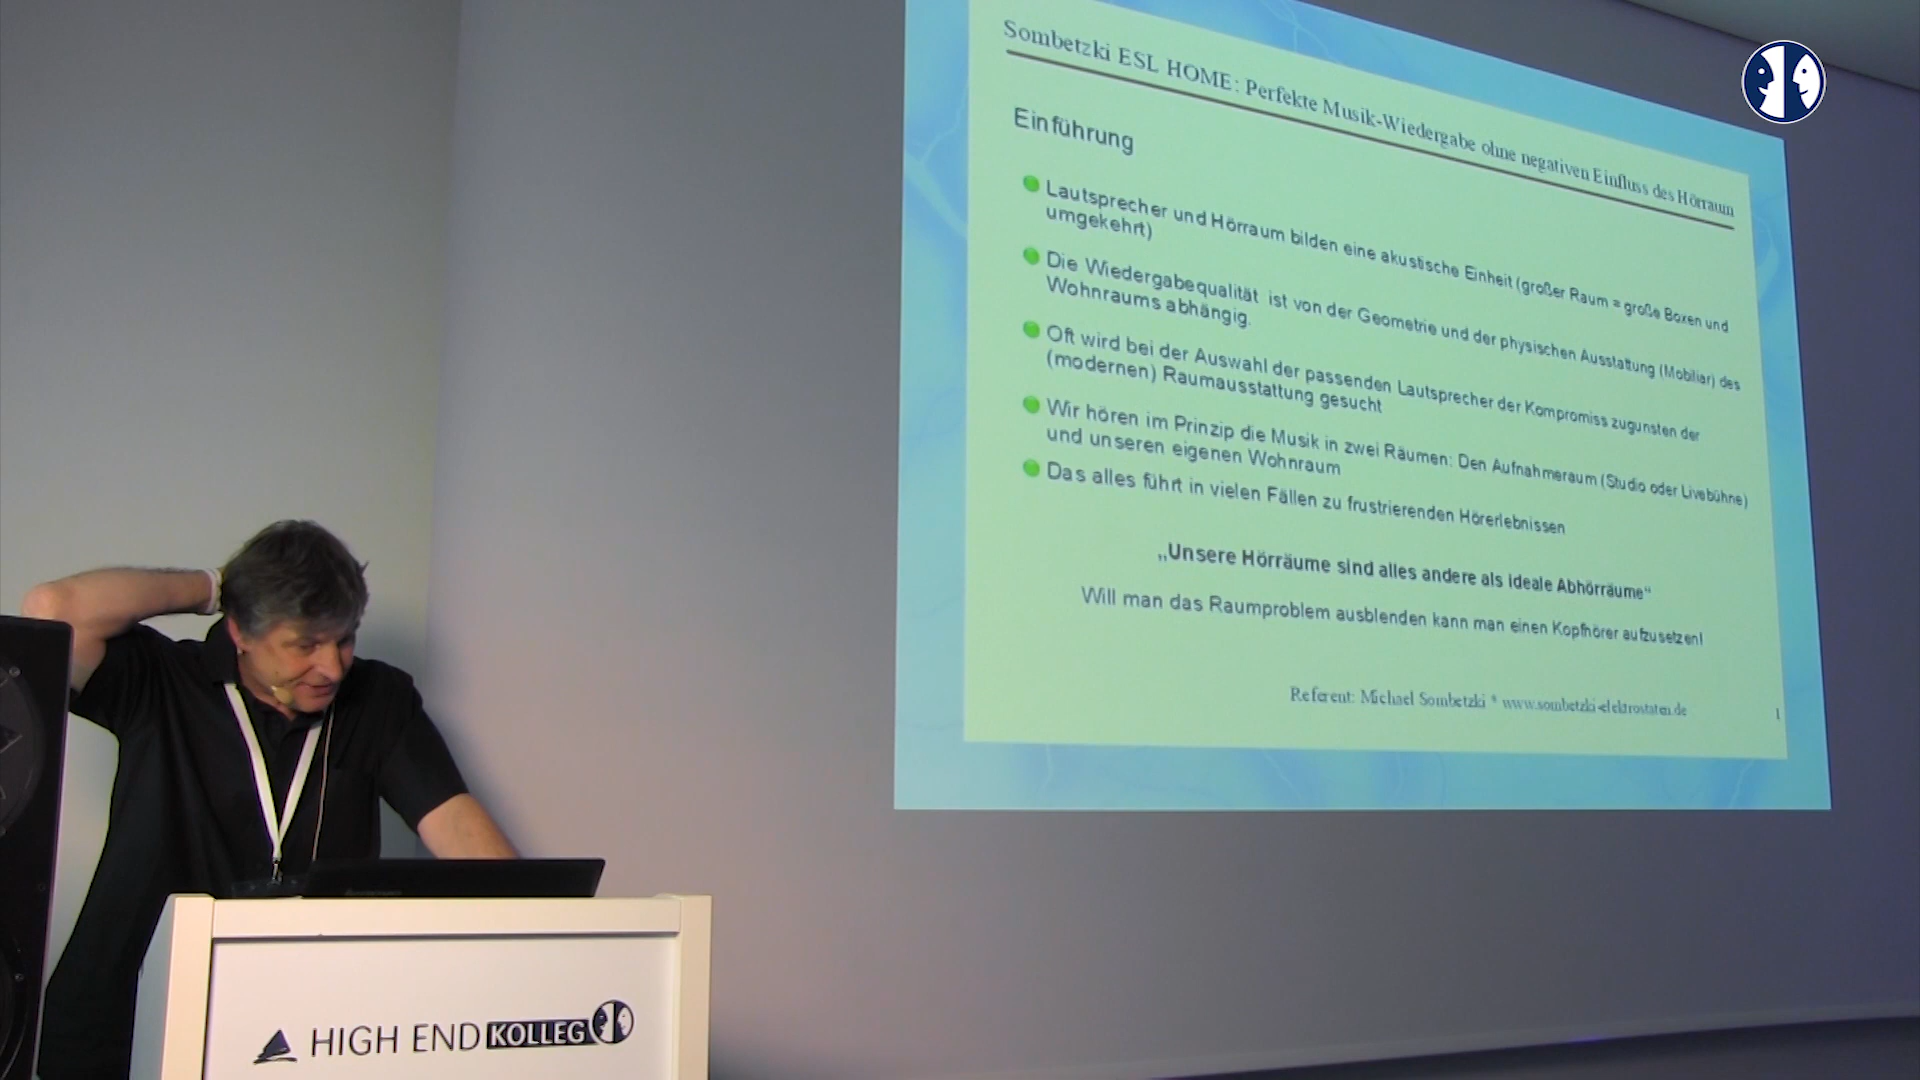 Sombetzki ESL HOME: Perfekte Musik-Wiedergabe ohne negativen Einfluss des Hörraum
Einführung
Lautsprecher und Hörraum bilden eine akustische Einheit (großer Raum = große Boxen und
umgekehrt)
Die Wiedergabequalität ist von der Geometrie und der physischen Ausstattung (Mobiliar) des
Wohnraums abhängig.
Oft wird bei der Auswahl der passenden Lautsprecher der Kompromiss zugunsten der
(modernen) Raumausstattung gesucht
Wir hören im Prinzip die Musik in zwei Räumen: Den Aufnahmeraum (Studio oder Livebühne)
und unseren eigenen Wohnraum
Das alles führt in vielen Fällen zu frustrierenden Hörerlebnissen
„Unsere Hörräume sind alles andere als ideale Abhörräume“
Will man das Raumproblem ausblenden kann man einen Kopfhörer aufzusetzen!
Referent: Michael Sombetzki * www.sombetzki-elektrostaten.de
1
HIGH END KOLLEG